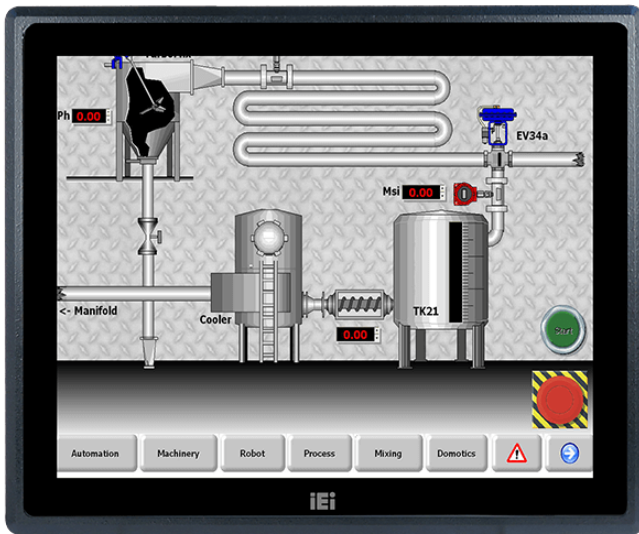 Ph 0.00
EV34a
Msi 0.00
<- Manifold
Cooler
TK21
0.00
Start
Automation Machinery Robot Process Mixing Domotics
iEi